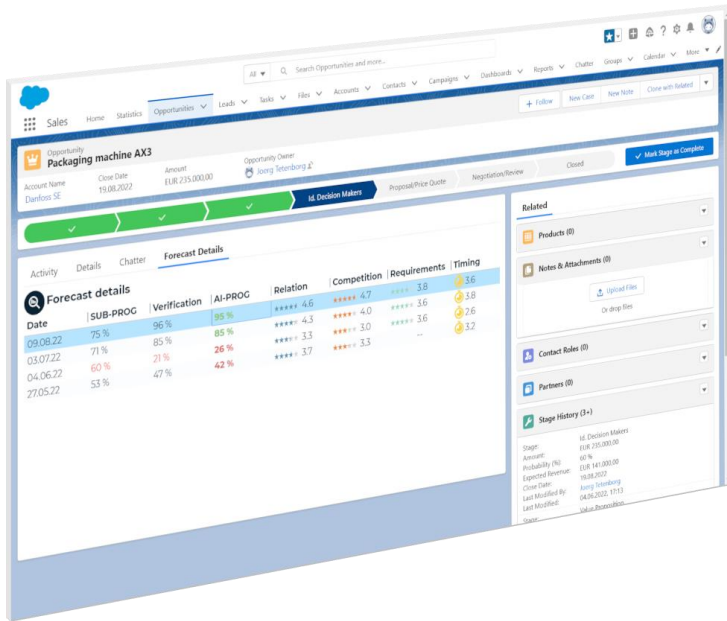 All
Search Opportunities and more...
Sales
Home Statistics Opportunities Leads Tasks Files Accounts Contacts Campaigns Dashboards Reports Chatter Groups Calendar More
Opportunity
Packaging machine AX3
+ Follow New Case New Note Clone with Related
Account Name Close Date Amount Opportunity Owner
Danfoss SE 19.08.2022 EUR 235.000,00 Joerg Tetenborg
Id. Decision Makers Proposal/Price Quote Negotiation/Review Closed
Mark Stage as Complete
Activity Details Chatter Forecast Details
Forecast details
Date SUB-PROG Verification AI-PROG Relation Competition Requirements Timing
09.08.22 75 % 96 % 95 % 4.6 4.7 3.8 3.6
03.07.22 71 % 85 % 85 % 4.3 4.0 3.6 3.8
04.06.22 60 % 21 % 26 % 3.3 3.0 3.6 2.6
27.05.22 53 % 47 % 42 % 3.7 3.3 -- 3.2
Related
Products (0)
Notes & Attachments (0)
Upload Files
Or drop files
Contact Roles (0)
Partners (0)
Stage History (3+)
Stage: Id. Decision Makers
Amount: EUR 235.000,00
Probability (%): 60 %
Expected Revenue: EUR 141.000,00
Close Date: 19.08.2022
Last Modified By: Joerg Tetenborg
Last Modified: 04.06.2022, 17:13
Stage: Value Proposition